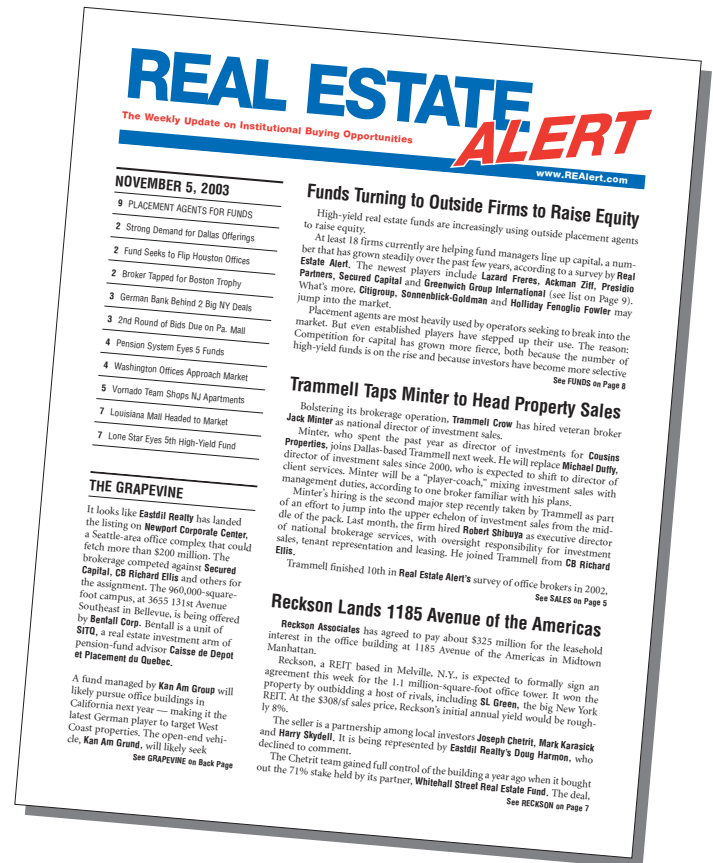 REAL ESTATE
ALERT
The Weekly Update on Institutional Buying Opportunities
www.REAlert.com
NOVEMBER 5, 2003
9 PLACEMENT AGENTS FOR FUNDS
2 Strong Demand for Dallas Offerings
2 Fund Seeks to Flip Houston Offices
2 Broker Tapped for Boston Trophy
3 German Bank Behind 2 Big NY Deals
3 2nd Round of Bids Due on Pa. Mall
4 Pension System Eyes 5 Funds
4 Washington Offices Approach Market
5 Vornado Team Shops NJ Apartments
7 Louisiana Mall Headed to Market
7 Lone Star Eyes 5th High-Yield Fund
THE GRAPEVINE
It looks like Eastdil Realty has landed
the listing on Newport Corporate Center,
a Seattle-area office complex that could
fetch more than $200 million. The
brokerage competed against Secured
Capital, CB Richard Ellis and others for
the assignment. The 960,000-square-
foot campus, at 3655 131st Avenue
Southeast in Bellevue, is being offered
by Bentall Corp. Bentall is a unit of
SITQ, a real estate investment arm of
pension-fund advisor Caisse de Depot
et Placement du Quebec.
A fund managed by Kan Am Group will
likely pursue office buildings in
California next year — making it the
latest German player to target West
Coast properties. The open-end vehi-
cle, Kan Am Grund, will likely seek
See GRAPEVINE on Back Page
Funds Turning to Outside Firms to Raise Equity
High-yield real estate funds are increasingly using outside placement agents
to raise equity.
At least 18 firms currently are helping fund managers line up capital, a num-
ber that has grown steadily over the past few years, according to a survey by Real
Estate Alert. The newest players include Lazard Freres, Ackman Ziff, Presidio
Partners, Secured Capital and Greenwich Group International (see list on Page 9).
What's more, Citigroup, Sonnenblick-Goldman and Holliday Fenoglio Fowler may
jump into the market.
Placement agents are most heavily used by operators seeking to break into the
market. But even established players have stepped up their use. The reason:
Competition for capital has grown more fierce, both because the number of
high-yield funds is on the rise and because investors have become more selective
See FUNDS on Page 8
Trammell Taps Minter to Head Property Sales
Bolstering its brokerage operation, Trammell Crow has hired veteran broker
Jack Minter as national director of investment sales.
Minter, who spent the past year as director of investments for Cousins
Properties, joins Dallas-based Trammell next week. He will replace Michael Duffy,
director of investment sales since 2000, who is expected to shift to director of
client services. Minter will be a "player-coach," mixing investment sales with
management duties, according to one broker familiar with his plans.
Minter's hiring is the second major step recently taken by Trammell as part
of an effort to jump into the upper echelon of investment sales from the mid-
dle of the pack. Last month, the firm hired Robert Shibuya as executive director
of national brokerage services, with oversight responsibility for investment
sales, tenant representation and leasing. He joined Trammell from CB Richard
Ellis.
Trammell finished 10th in Real Estate Alert's survey of office brokers in 2002,
See SALES on Page 5
Reckson Lands 1185 Avenue of the Americas
Reckson Associates has agreed to pay about $325 million for the leasehold
interest in the office building at 1185 Avenue of the Americas in Midtown
Manhattan.
Reckson, a REIT based in Melville, N.Y., is expected to formally sign an
agreement this week for the 1.1 million-square-foot office tower. It won the
property by outbidding a host of rivals, including SL Green, the big New York
REIT. At the $308/sf sales price, Reckson's initial annual yield would be rough-
ly 8%.
The seller is a partnership among local investors Joseph Chetrit, Mark Karasick
and Harry Skydell. It is being represented by Eastdil Realty's Doug Harmon, who
declined to comment.
The Chetrit team gained full control of the building a year ago when it bought
out the 71% stake held by its partner, Whitehall Street Real Estate Fund. The deal,
See RECKSON on Page 7